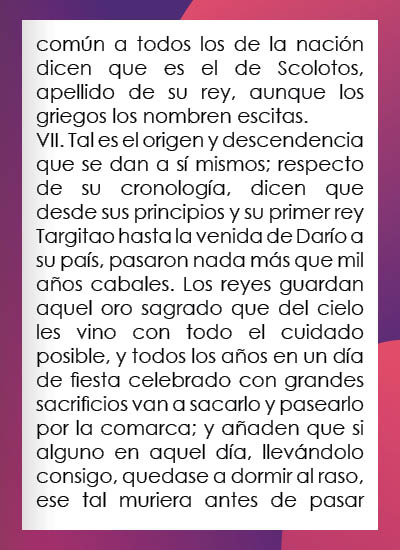 común a todos los de la nación
dicen que es el de Scolotos,
apellido de su rey, aunque los
griegos los nombren escitas.
VII. Tal es el origen y descendencia
que se dan a sí mismos; respecto
de su cronología, dicen que
desde sus principios y su primer rey
Targitao hasta la venida de Darío a
su país, pasaron nada más que mil
años cabales. Los reyes guardan
aquel oro sagrado que del cielo
les vino con todo el cuidado
posible, y todos los años en un día
de fiesta celebrado con grandes
sacrificios van a sacarlo y pasearlo
por la comarca; y añaden que si
alguno en aquel día, llevándolo
consigo, quedase a dormir al raso,
ese tal muriera antes de pasar